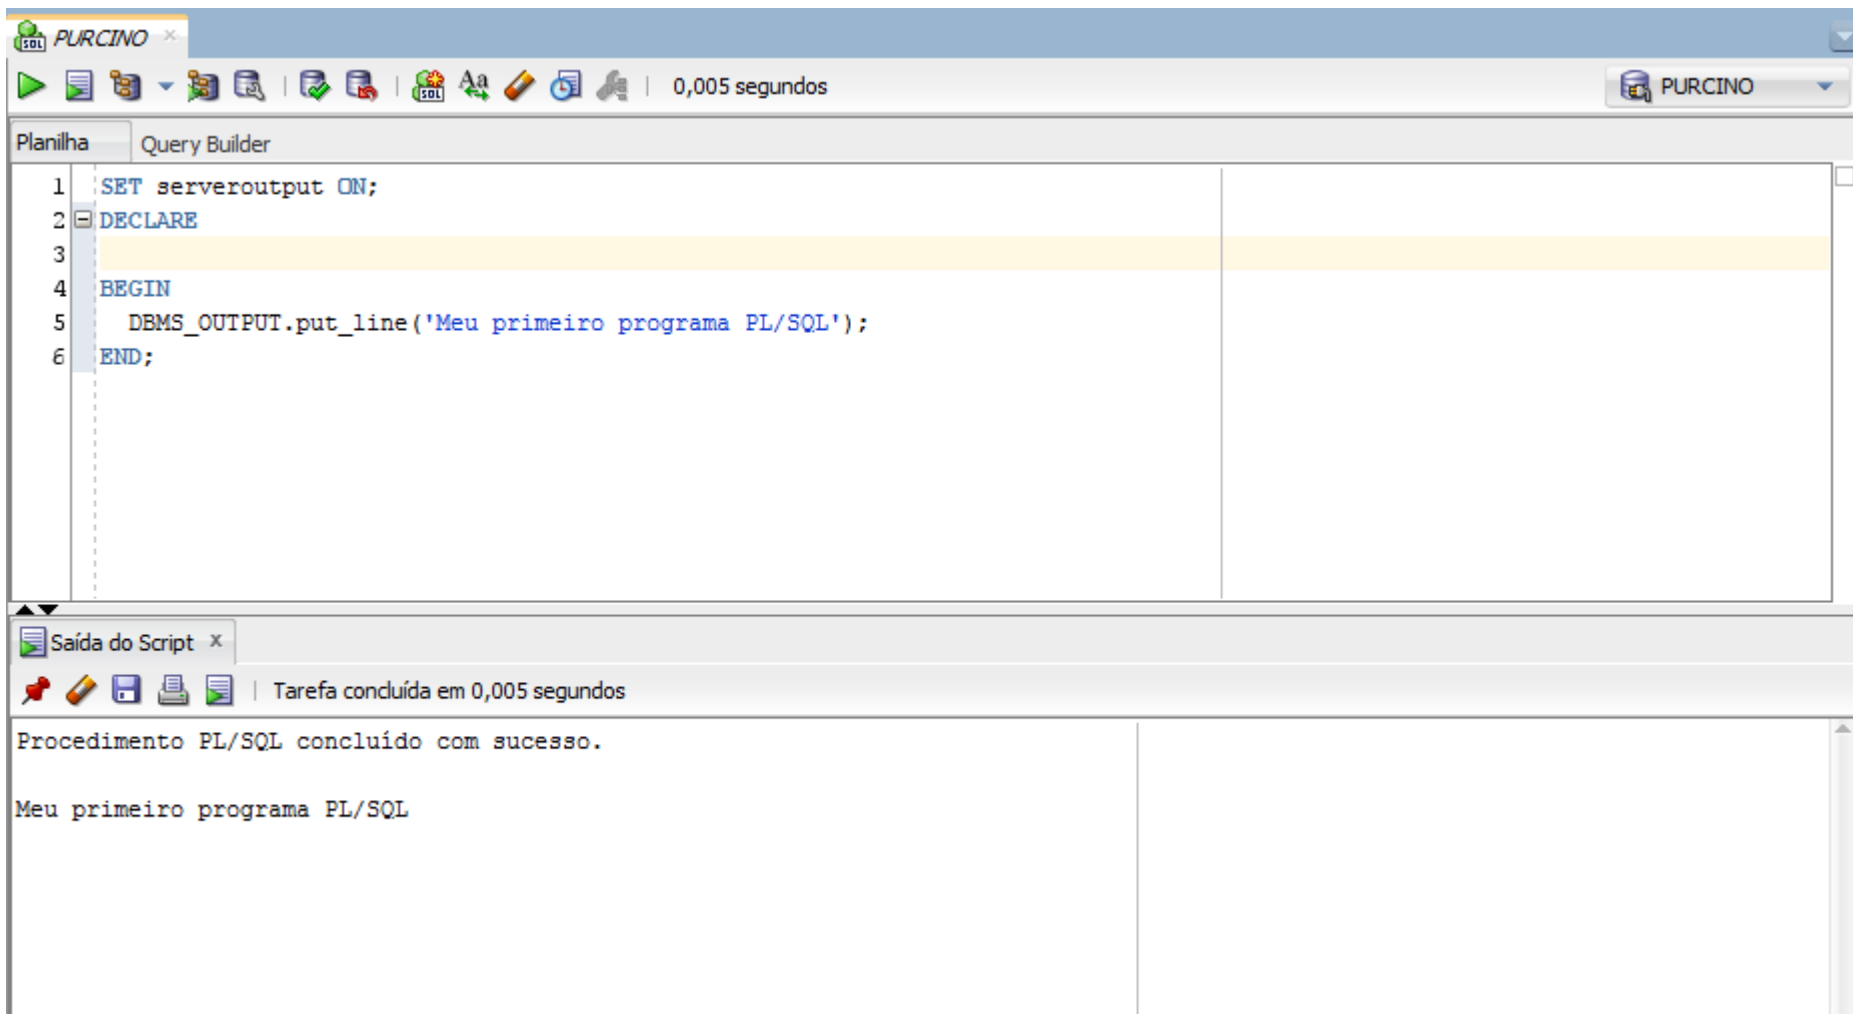 PURCINO
0,005 segundos
PURCINO
Planilha
Query Builder
1 SET serveroutput ON;
2 DECLARE
3
4 BEGIN
5 DBMS_OUTPUT.put_line('Meu primeiro programa PL/SQL');
6 END;
Saída do Script
Tarefa concluída em 0,005 segundos
Procedimento PL/SQL concluído com sucesso.
Meu primeiro programa PL/SQL